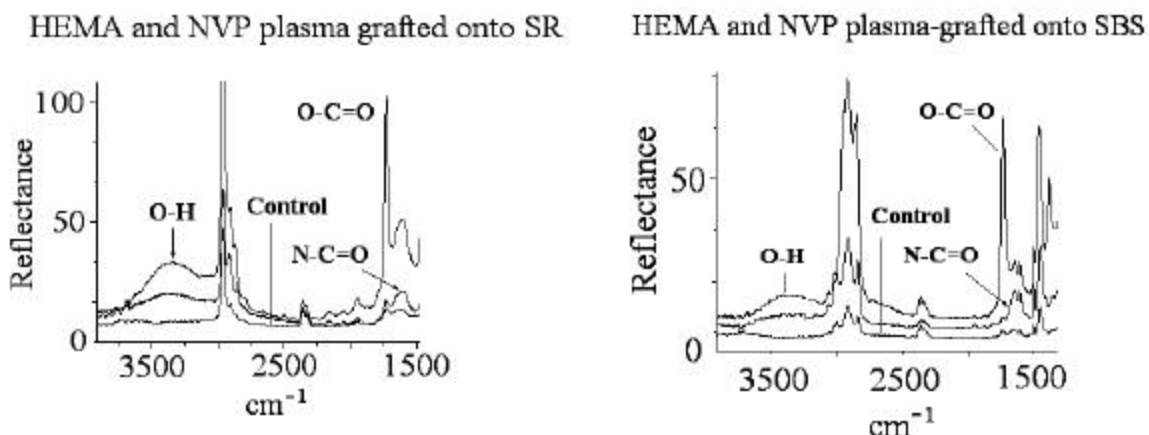 HEMA and NVP plasma grafted onto SR
100
50
0
Reflectance
O-C=O
O-H
Control
N-C=O
3500
2500
1500
cm⁻¹
HEMA and NVP plasma-grafted onto SBS
50
0
Reflectance
O-C=O
Control
O-H
N-C=O
3500
2500
1500
cm⁻¹